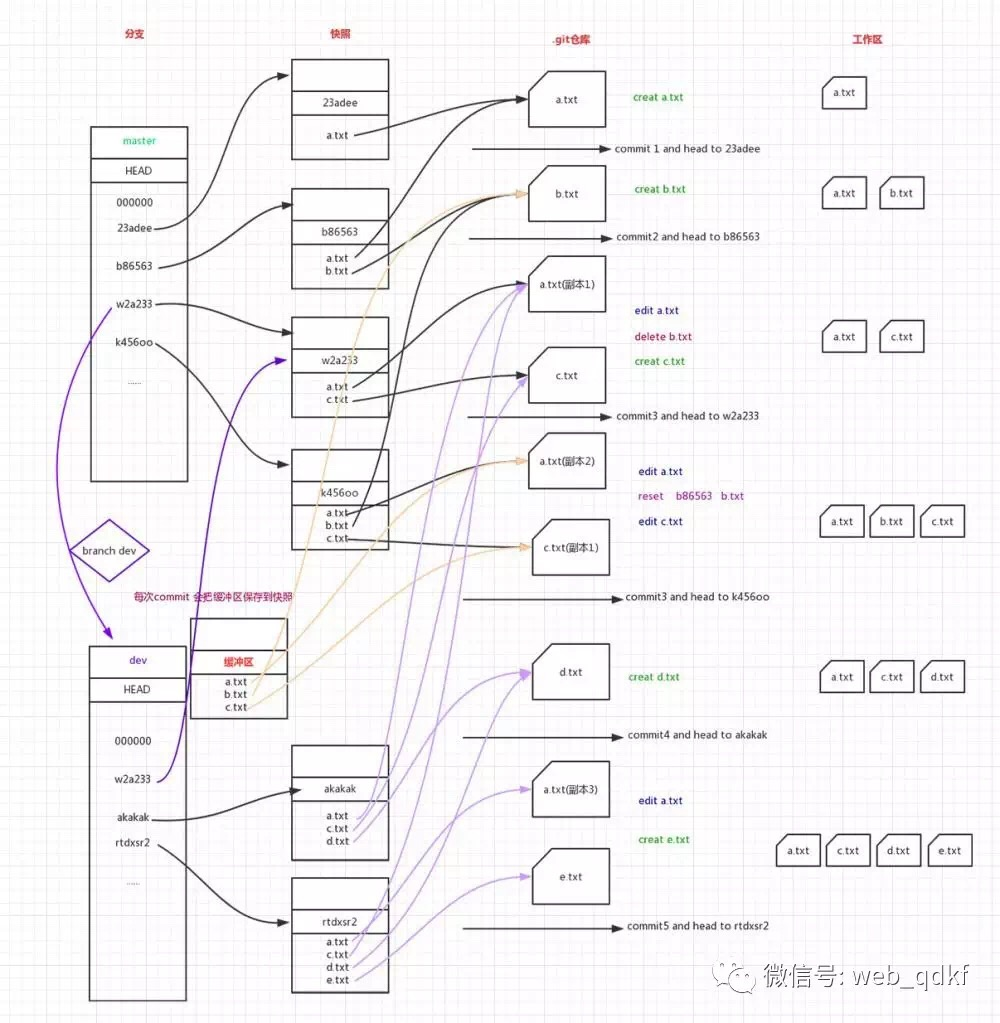 分支
快照
.git仓库
工作区
master
HEAD
000000
23adee
b86563
w2a233
k456oo
......
branch dev
dev
HEAD
000000
w2a233
akakak
rtdxsr2
......
每次commit 会把缓冲区保存到快照
缓冲区
a.txt
b.txt
c.txt
23adee
a.txt
b86563
a.txt
b.txt
w2a233
a.txt
c.txt
k456oo
a.txt
b.txt
c.txt
akakak
a.txt
c.txt
d.txt
rtdxsr2
a.txt
c.txt
d.txt
e.txt
a.txt
creat a.txt
a.txt
commit 1 and head to 23adee
b.txt
creat b.txt
a.txt
b.txt
commit2 and head to b86563
a.txt(副本1)
edit a.txt
delete b.txt
creat c.txt
a.txt
c.txt
c.txt
commit3 and head to w2a233
a.txt(副本2)
edit a.txt
reset b86563 b.txt
edit c.txt
a.txt
b.txt
c.txt
c.txt(副本1)
commit3 and head to k456oo
d.txt
creat d.txt
a.txt
c.txt
d.txt
commit4 and head to akakak
a.txt(副本3)
edit a.txt
creat e.txt
a.txt
c.txt
d.txt
e.txt
e.txt
commit5 and head to rtdxsr2
微信号: web_qdkf